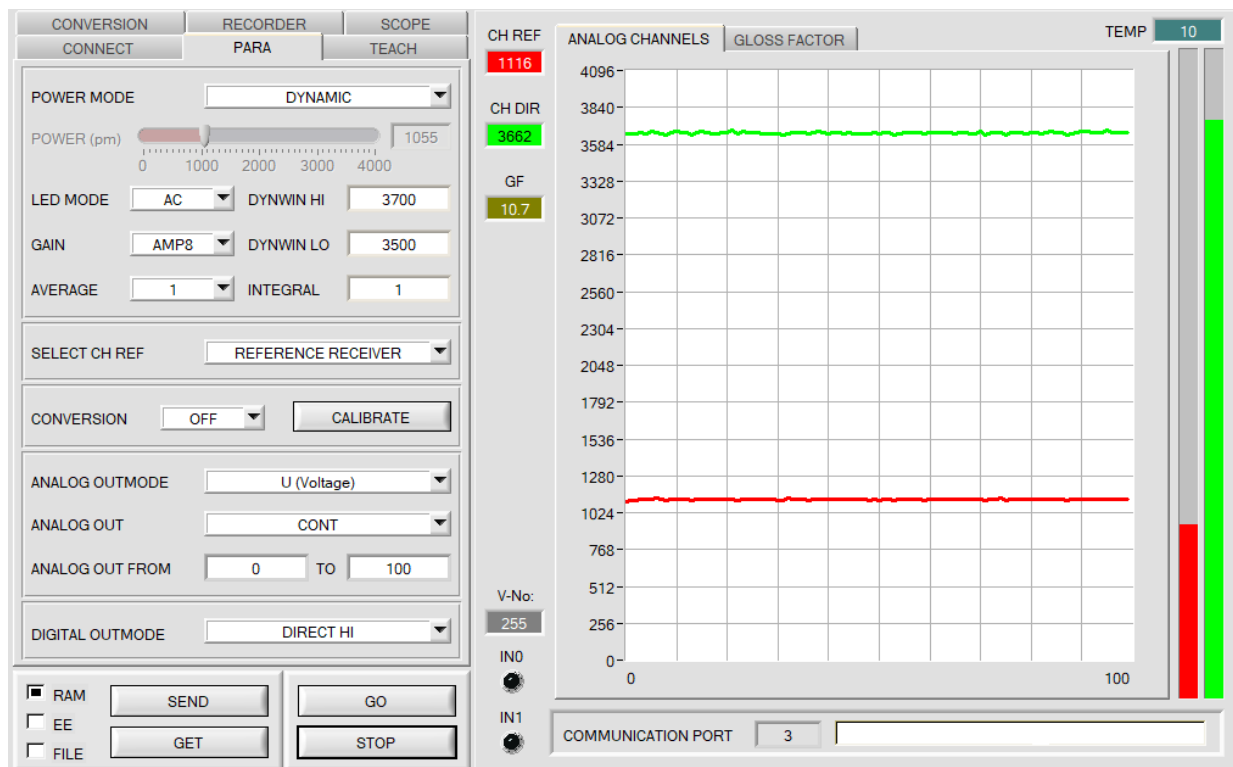 CONVERSION RECORDER SCOPE
CONNECT PARA TEACH
POWER MODE DYNAMIC
POWER (pm) 1055
0 1000 2000 3000 4000
LED MODE AC DYNWIN HI 3700
GAIN AMP8 DYNWIN LO 3500
AVERAGE 1 INTEGRAL 1
SELECT CH REF REFERENCE RECEIVER
CONVERSION OFF CALIBRATE
ANALOG OUTMODE U (Voltage)
ANALOG OUT CONT
ANALOG OUT FROM 0 TO 100
DIGITAL OUTMODE DIRECT HI
RAM
EE
FILE
SEND GO
GET STOP
CH REF
1116
CH DIR
3662
GF
10.7
V-No:
255
IN0
IN1
ANALOG CHANNELS GLOSS FACTOR
TEMP 10
4096
3840
3584
3328
3072
2816
2560
2304
2048
1792
1536
1280
1024
768
512
256
0
0 100
COMMUNICATION PORT 3